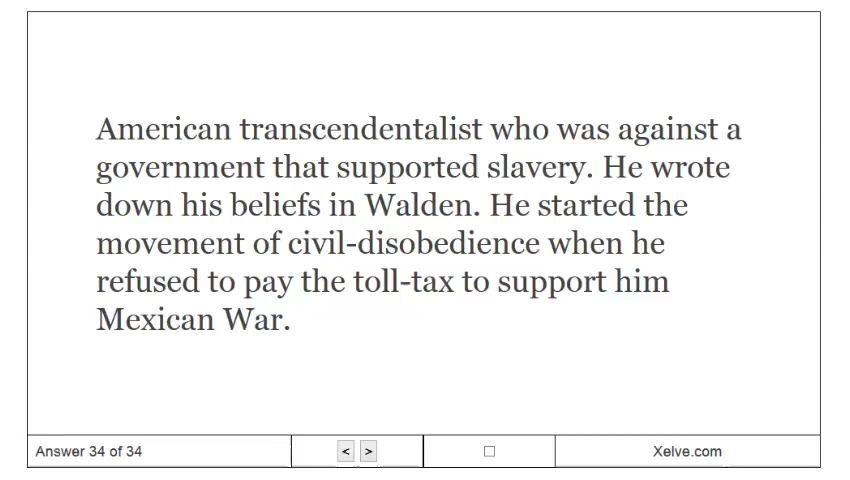 American transcendentalist who was against a
government that supported slavery. He wrote
down his beliefs in Walden. He started the
movement of civil-disobedience when he
refused to pay the toll-tax to support him
Mexican War.
Answer 34 of 34
< >
Xelve.com